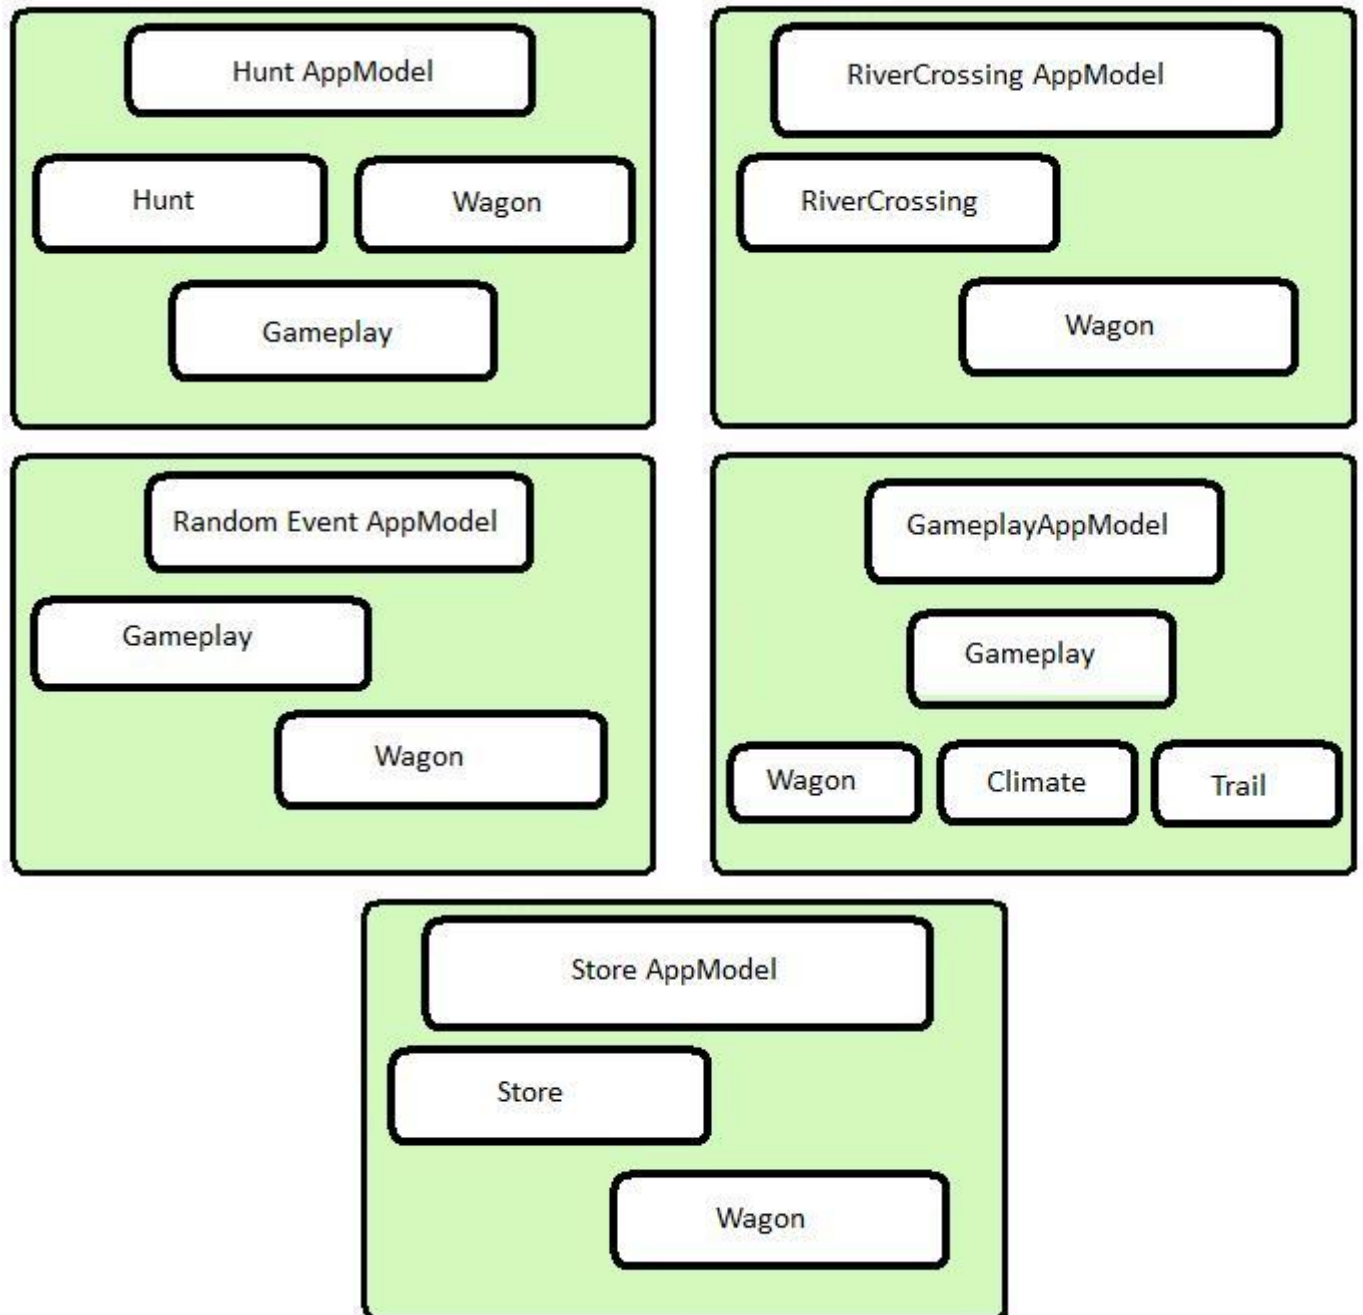 Hunt AppModel
Hunt
Wagon
Gameplay
RiverCrossing AppModel
RiverCrossing
Wagon
Random Event AppModel
Gameplay
Wagon
GameplayAppModel
Gameplay
Wagon
Climate
Trail
Store AppModel
Store
Wagon